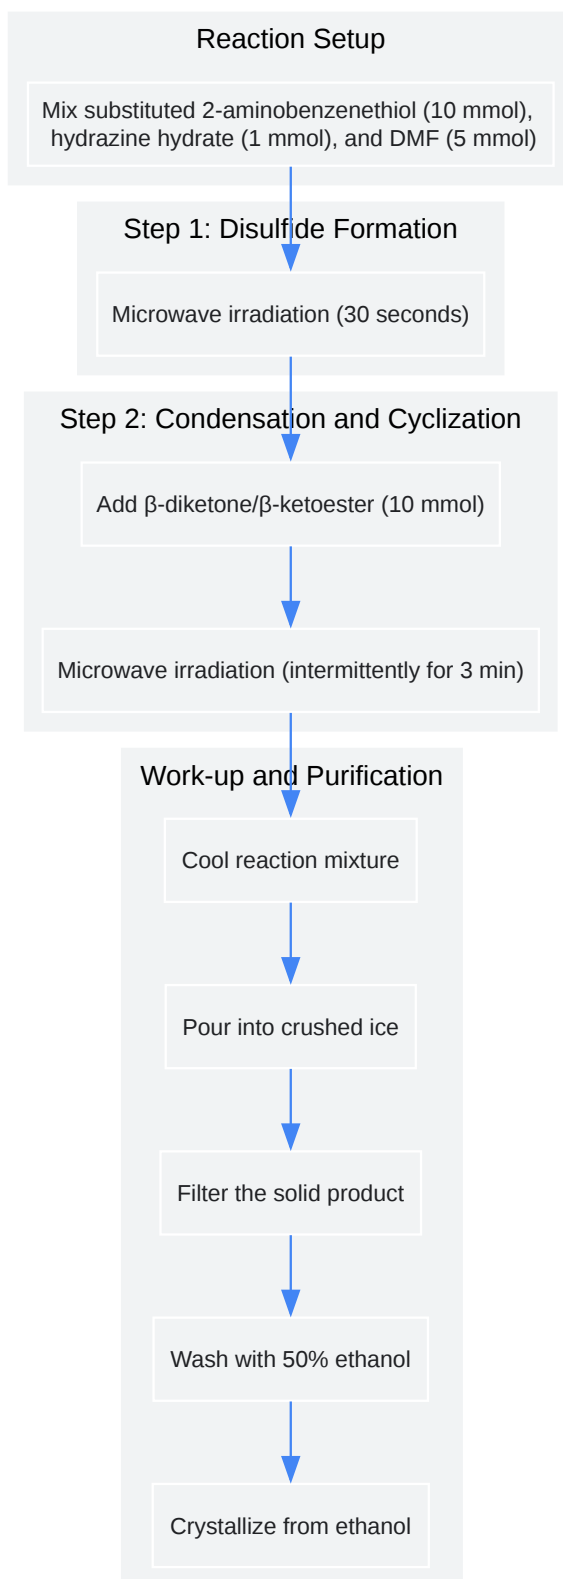 Reaction Setup
Mix substituted 2-aminobenzenethiol (10 mmol),
hydrazine hydrate (1 mmol), and DMF (5 mmol)
Step 1: Disulfide Formation
Microwave irradiation (30 seconds)
Step 2: Condensation and Cyclization
Add β-diketone/β-ketoester (10 mmol)
Microwave irradiation (intermittently for 3 min)
Work-up and Purification
Cool reaction mixture
Pour into crushed ice
Filter the solid product
Wash with 50% ethanol
Crystallize from ethanol